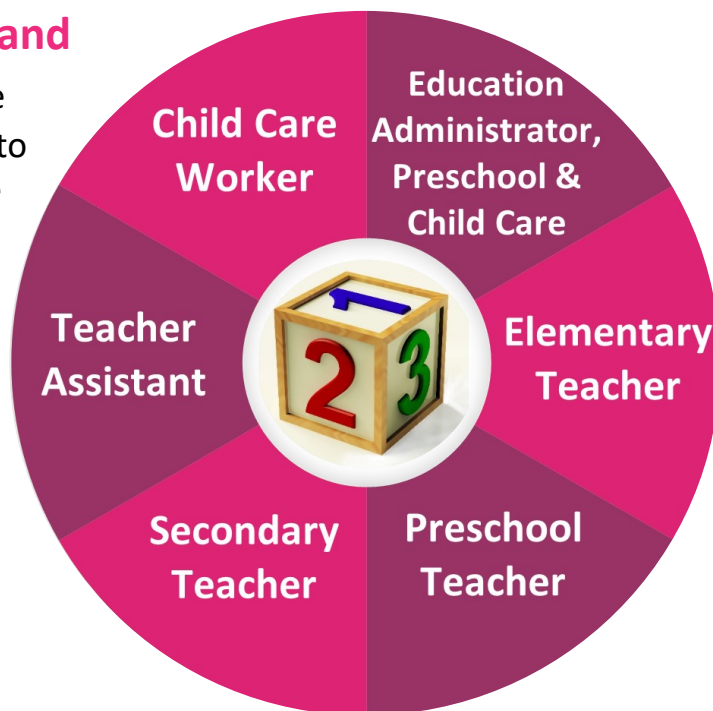 and
e
to
Child Care
Worker
Education
Administrator,
Preschool &
Child Care
Teacher
Assistant
1
2
3
Elementary
Teacher
Secondary
Teacher
Preschool
Teacher